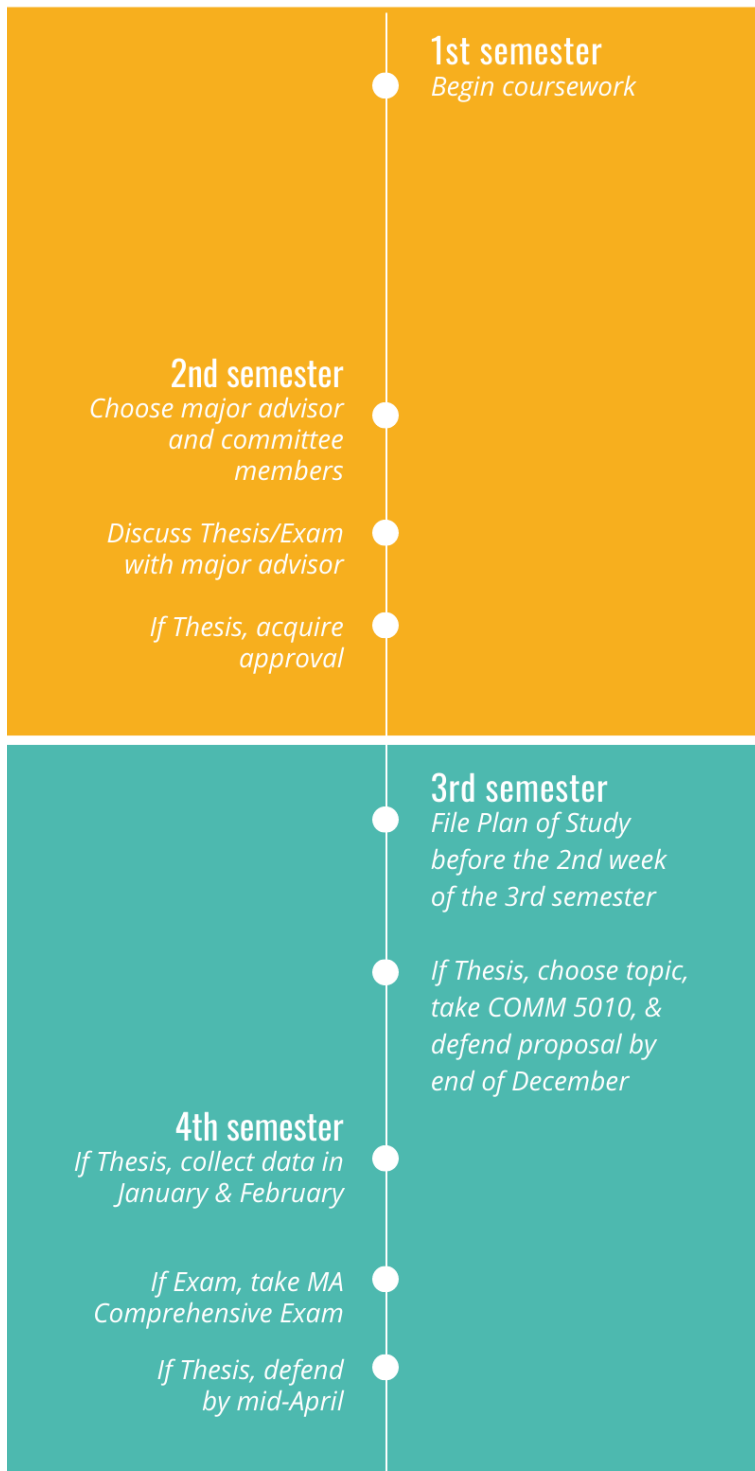 1st semester
Begin coursework
2nd semester
Choose major advisor
and committee
members
Discuss Thesis/Exam
with major advisor
If Thesis, acquire
approval
3rd semester
File Plan of Study
before the 2nd week
of the 3rd semester
If Thesis, choose topic,
take COMM 5010, &
defend proposal by
end of December
4th semester
If Thesis, collect data in
January & February
If Exam, take MA
Comprehensive Exam
If Thesis, defend
by mid-April